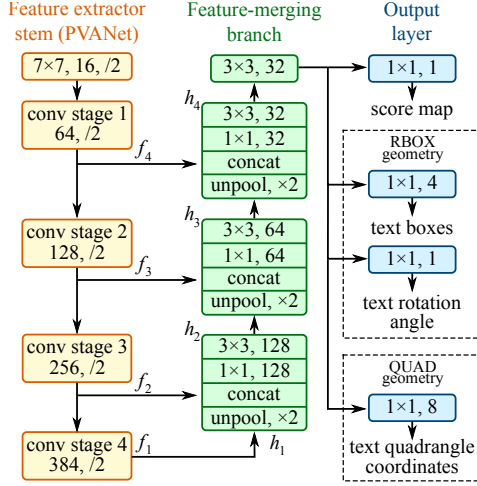 Feature extractor
stem (PVANet)
7×7, 16, /2
conv stage 1
64, /2
f4
conv stage 2
128, /2
f3
conv stage 3
256, /2
f2
conv stage 4
384, /2
f1
Feature-merging
branch
3×3, 32
h4
3×3, 32
1×1, 32
concat
unpool, ×2
h3
3×3, 64
1×1, 64
concat
unpool, ×2
h2
3×3, 128
1×1, 128
concat
unpool, ×2
h1
Output
layer
1×1, 1
score map
RBOX
geometry
1×1, 4
text boxes
1×1, 1
text rotation
angle
QUAD
geometry
1×1, 8
text quadrangle
coordinates